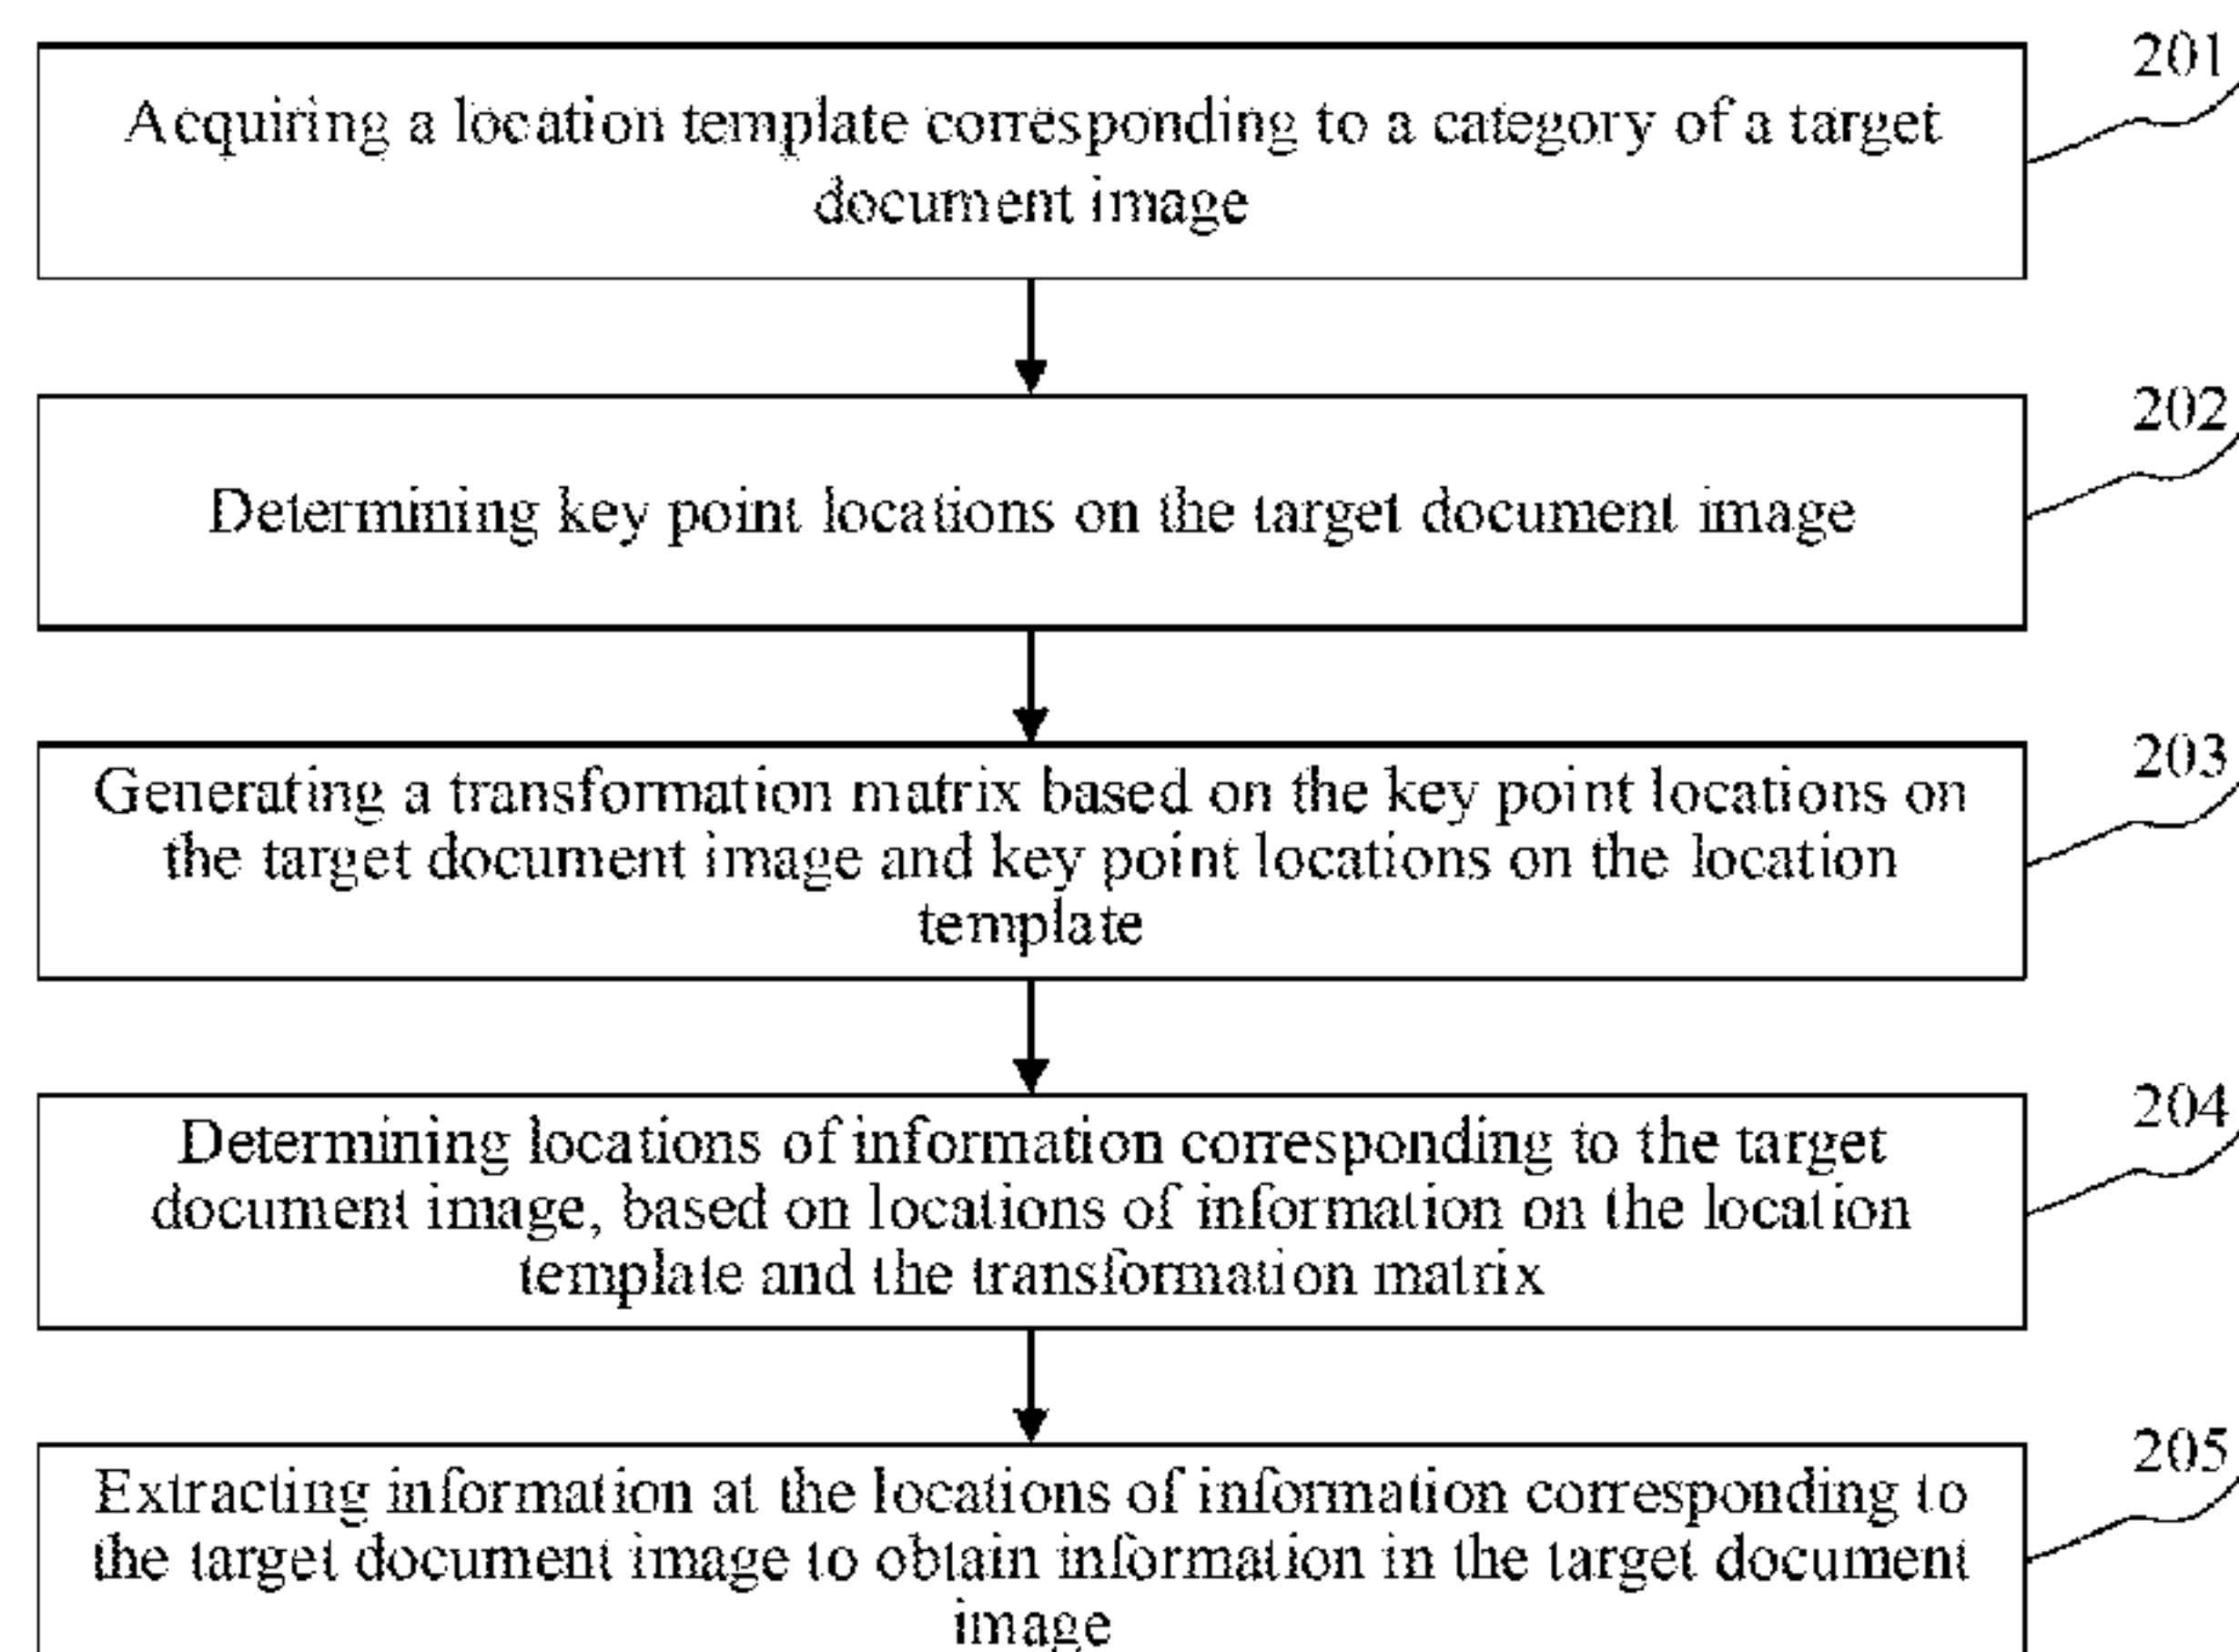 201
Acquiring a location template corresponding to a category of a target
document image
202
Determining key point locations on the target document image
203
Generating a transformation matrix based on the key point locations on
the target document image and key point locations on the location
template
204
Determining locations of information corresponding to the target
document image, based on locations of information on the location
template and the transformation matrix
205
Extracting information at the locations of information corresponding to
the target document image to obtain information in the target document
image